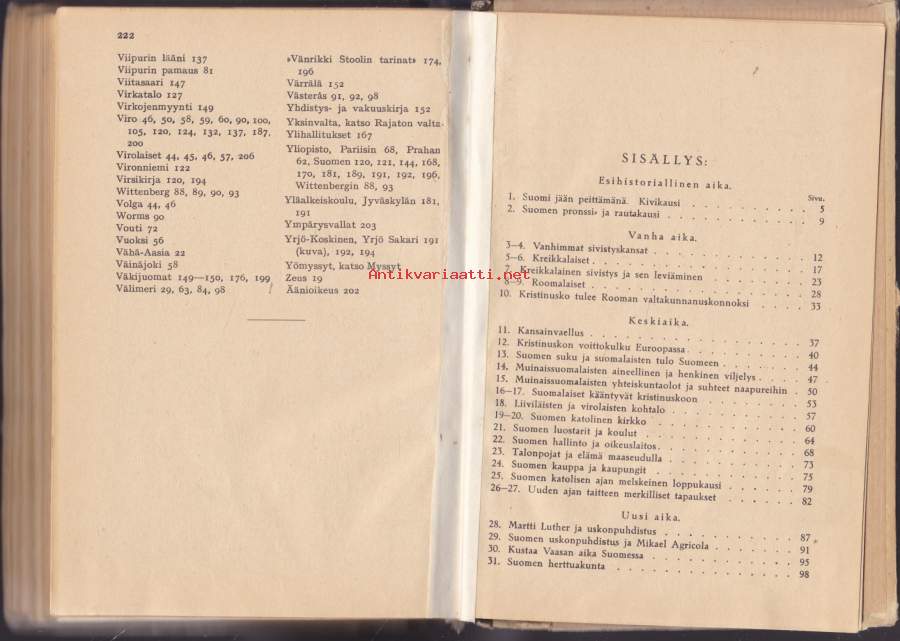 222
Viipurin lääni 137
Viipurin pamaus 81
Viitasaari 147
Virkatalo 127
Virkojenmyynti 149
Viro 46, 50, 58, 59, 60, 90, 100,
105, 120, 124, 132, 137, 187,
200
Virolaiset 44, 45, 46, 57, 206
Vironniemi 122
Virsikirja 120, 194
Wittenberg 88, 89, 90, 93
Volga 44, 46
Worms 90
Vouti 72
Vuoksi 56
Vähä-Aasia 22
Väinäjoki 58
Väkijuomat 149—150, 176, 199
Välimeri 29, 63, 84, 98
»Vänrikki Stoolin tarinat» 174,
196
Värrälä 152
Västerås 91, 92, 98
Yhdistys- ja vakuuskirja 152
Yksinvalta, katso Rajaton valta
Ylihallitukset 167
Yliopisto, Pariisin 68, Prahan
62, Suomen 120, 121, 144, 168,
170, 181, 189, 191, 192, 196,
Wittenbergin 88, 93
Yläalkeiskoulu, Jyväskylän 181,
191
Ympärysvallat 203
Yrjö-Koskinen, Yrjö Sakari 191
(kuva), 192, 194
Yömyssyt, katso Myssyt
Zeus 19
Äänioikeus 202
Antikvariaatti.net
SISÄLLYS:
Esihistoriallinen aika.
Sivu.
1. Suomi jään peittämänä. Kivikausi . . . . . . . . . . 5
2. Suomen pronssi- ja rautakausi . . . . . . . . . . 9
Vanha aika.
3—4. Vanhimmat sivistyskansat . . . . . . . . . . 12
5—6. Kreikkalaiset . . . . . . . . . . 17
Kreikkalainen sivistys ja sen leviäminen . . . . . . . 23
8—9. Roomalaiset . . . . . . . . . . 28
10. Kristinusko tulee Rooman valtakunnanuskonnoksi . . . . 33
Keskiaika.
11. Kansainvaellus . . . . . . . . . . 37
12. Kristinuskon voittokulku Euroopassa . . . . . . . . 40
13. Suomen suku ja suomalaisten tulo Suomeen . . . . . 44
14. Muinaissuomalaisten aineellinen ja henkinen viljelys . . . . 47
15. Muinaissuomalaisten yhteiskuntaolot ja suhteet naapureihin . 50
16—17. Suomalaiset kääntyvät kristinuskoon . . . . . . . 53
18. Liiviläisten ja virolaisten kohtalo . . . . . . . . 57
19—20. Suomen katolinen kirkko . . . . . . . . . 60
21. Suomen luostarit ja koulut . . . . . . . . . 64
22. Suomen hallinto ja oikeuslaitos . . . . . . . . 68
23. Talonpojat ja elämä maaseudulla . . . . . . . . 73
24. Suomen kauppa ja kaupungit . . . . . . . . . 75
25. Suomen katolisen ajan melskeinen loppukausi . . . . . 79
26—27. Uuden ajan taitteen merkilliset tapaukset . . . . . . 82
Uusi aika.
28. Martti Luther ja uskonpuhdistus . . . . . . . . 87
29. Suomen uskonpuhdistus ja Mikael Agricola . . . . . . 91
30. Kustaa Vaasan aika Suomessa . . . . . . . . 95
31. Suomen herttuakunta . . . . . . . . . . 98